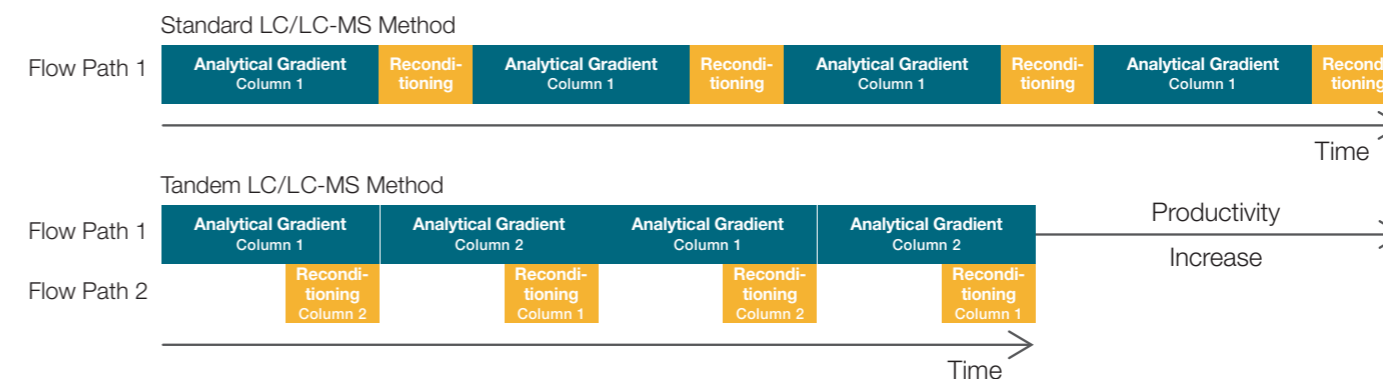 Standard LC/LC-MS Method
Flow Path 1
Analytical Gradient
Column 1
Recondi-
tioning
Analytical Gradient
Column 1
Recondi-
tioning
Analytical Gradient
Column 1
Recondi-
tioning
Analytical Gradient
Column 1
Recondi
tioning
Time
Tandem LC/LC-MS Method
Flow Path 1
Analytical Gradient
Column 1
Analytical Gradient
Column 2
Analytical Gradient
Column 1
Analytical Gradient
Column 2
Productivity
Increase
Flow Path 2
Recondi-
tioning
Column 2
Recondi-
tioning
Column 1
Recondi-
tioning
Column 2
Recondi-
tioning
Column 1
Time